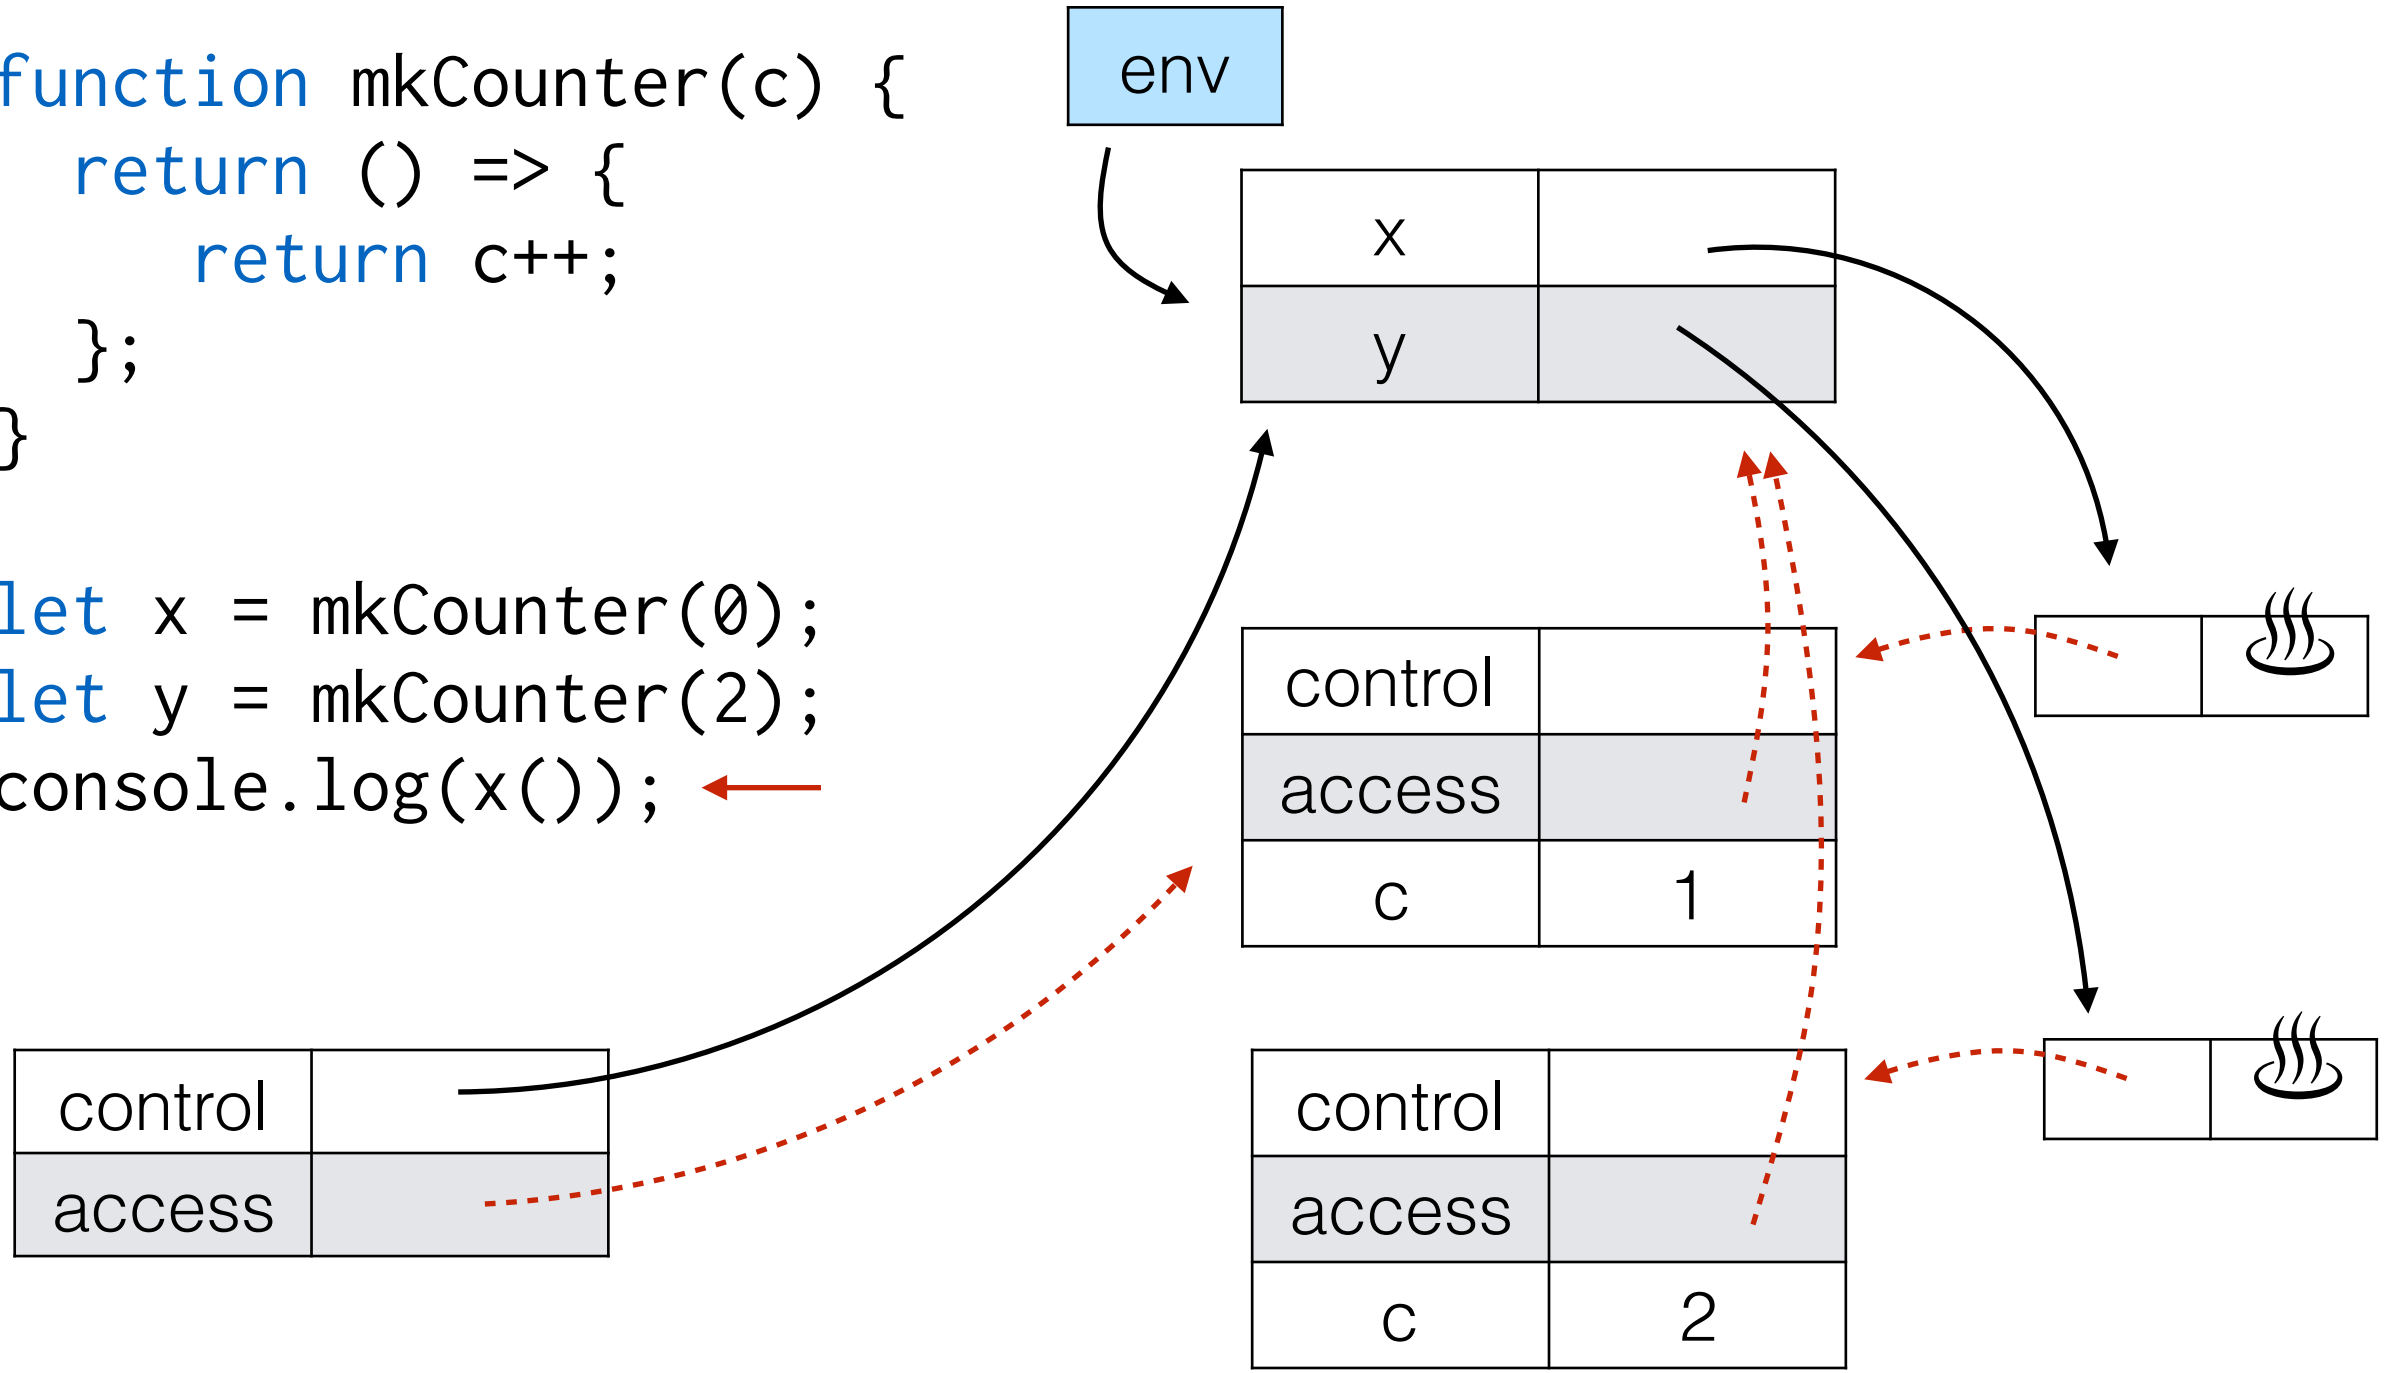 function mkCounter(c) {
return () => {
return c++;
};
}
let x = mkCounter(0);
let y = mkCounter(2);
console.log(x());
env
x
y
control
access
c 1
control
access
c 2
control
access